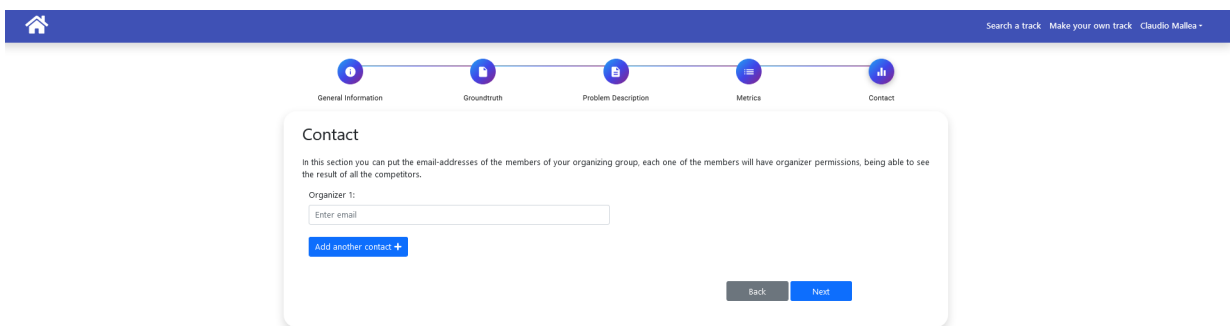 Search a track Make your own track Claudio Mallea
General Information
Groundtruth
Problem Description
Metrics
Contact
Contact
In this section you can put the email-addresses of the members of your organizing group, each one of the members will have organizer permissions, being able to see
the result of all the competitors.
Organizer 1:
Enter email
Add another contact +
Back
Next